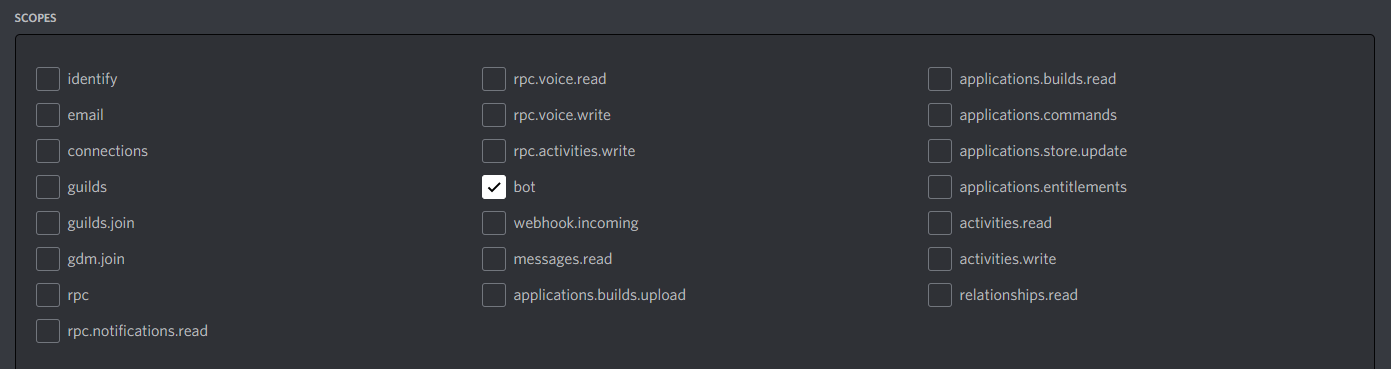 SCOPES
identify
email
connections
guilds
guilds.join
gdm.join
rpc
rpc.notifications.read
rpc.voice.read
rpc.voice.write
rpc.activities.write
bot
webhook.incoming
messages.read
applications.builds.upload
applications.builds.read
applications.commands
applications.store.update
applications.entitlements
activities.read
activities.write
relationships.read